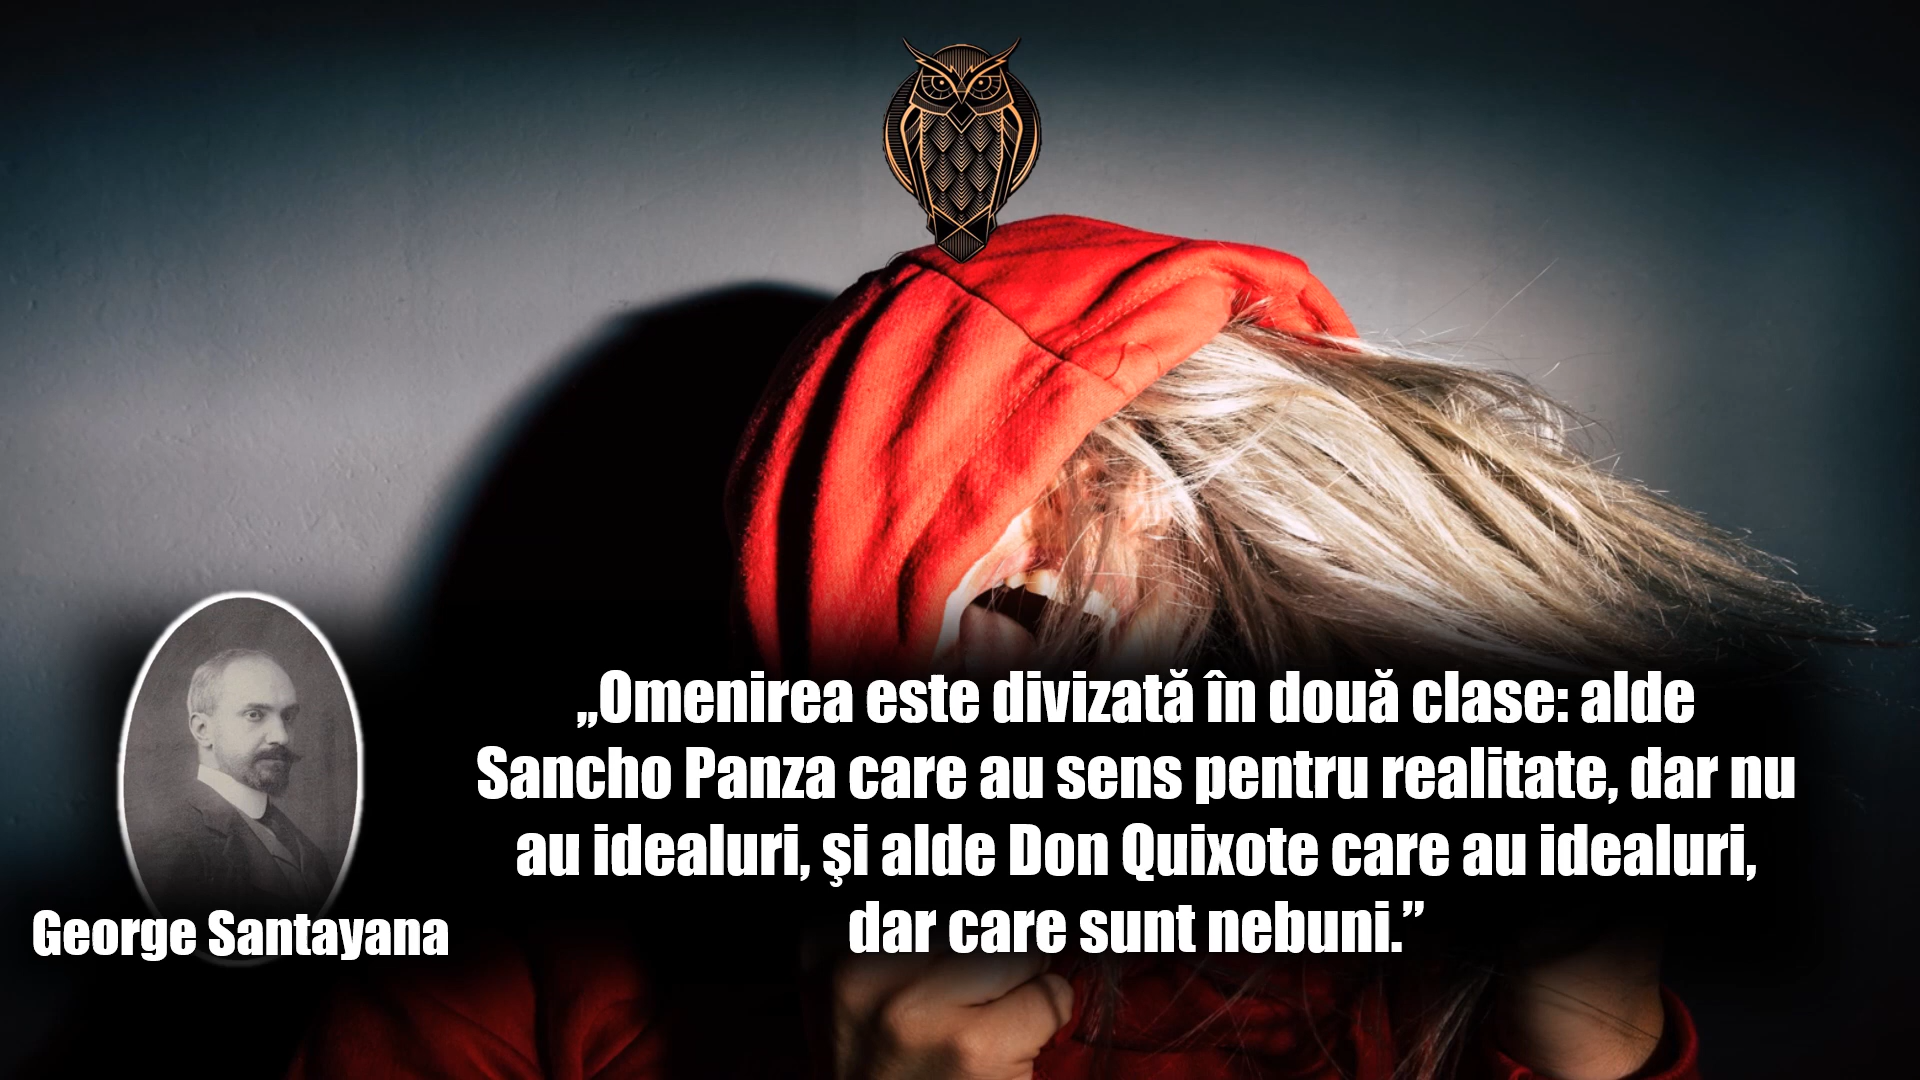 „Omenirea este divizată în două clase: alde
Sancho Panza care au sens pentru realitate, dar nu
au idealuri, şi alde Don Quixote care au idealuri,
dar care sunt nebuni.”
George Santayana